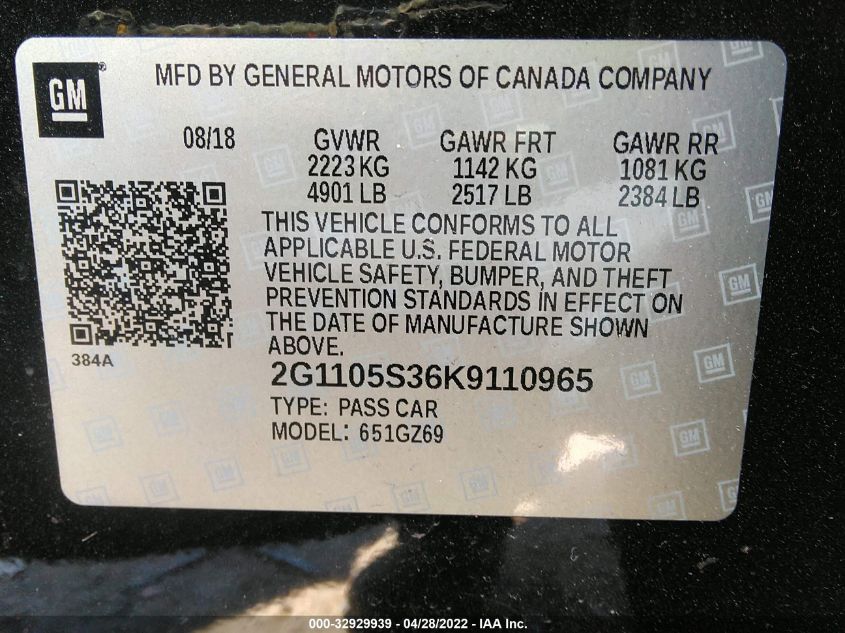 GM
MFD BY GENERAL MOTORS OF CANADA COMPANY
08/18 GVWR GAWR FRT GAWR RR
2223 KG 1142 KG 1081 KG
4901 LB 2517 LB 2384 LB
THIS VEHICLE CONFORMS TO ALL
APPLICABLE U.S. FEDERAL MOTOR
VEHICLE SAFETY, BUMPER, AND THEFT
PREVENTION STANDARDS IN EFFECT ON
THE DATE OF MANUFACTURE SHOWN
ABOVE.
384A
2G1105S36K9110965
TYPE: PASS CAR
MODEL: 651GZ69
000-32929939 - 04/28/2022 - IAA Inc.